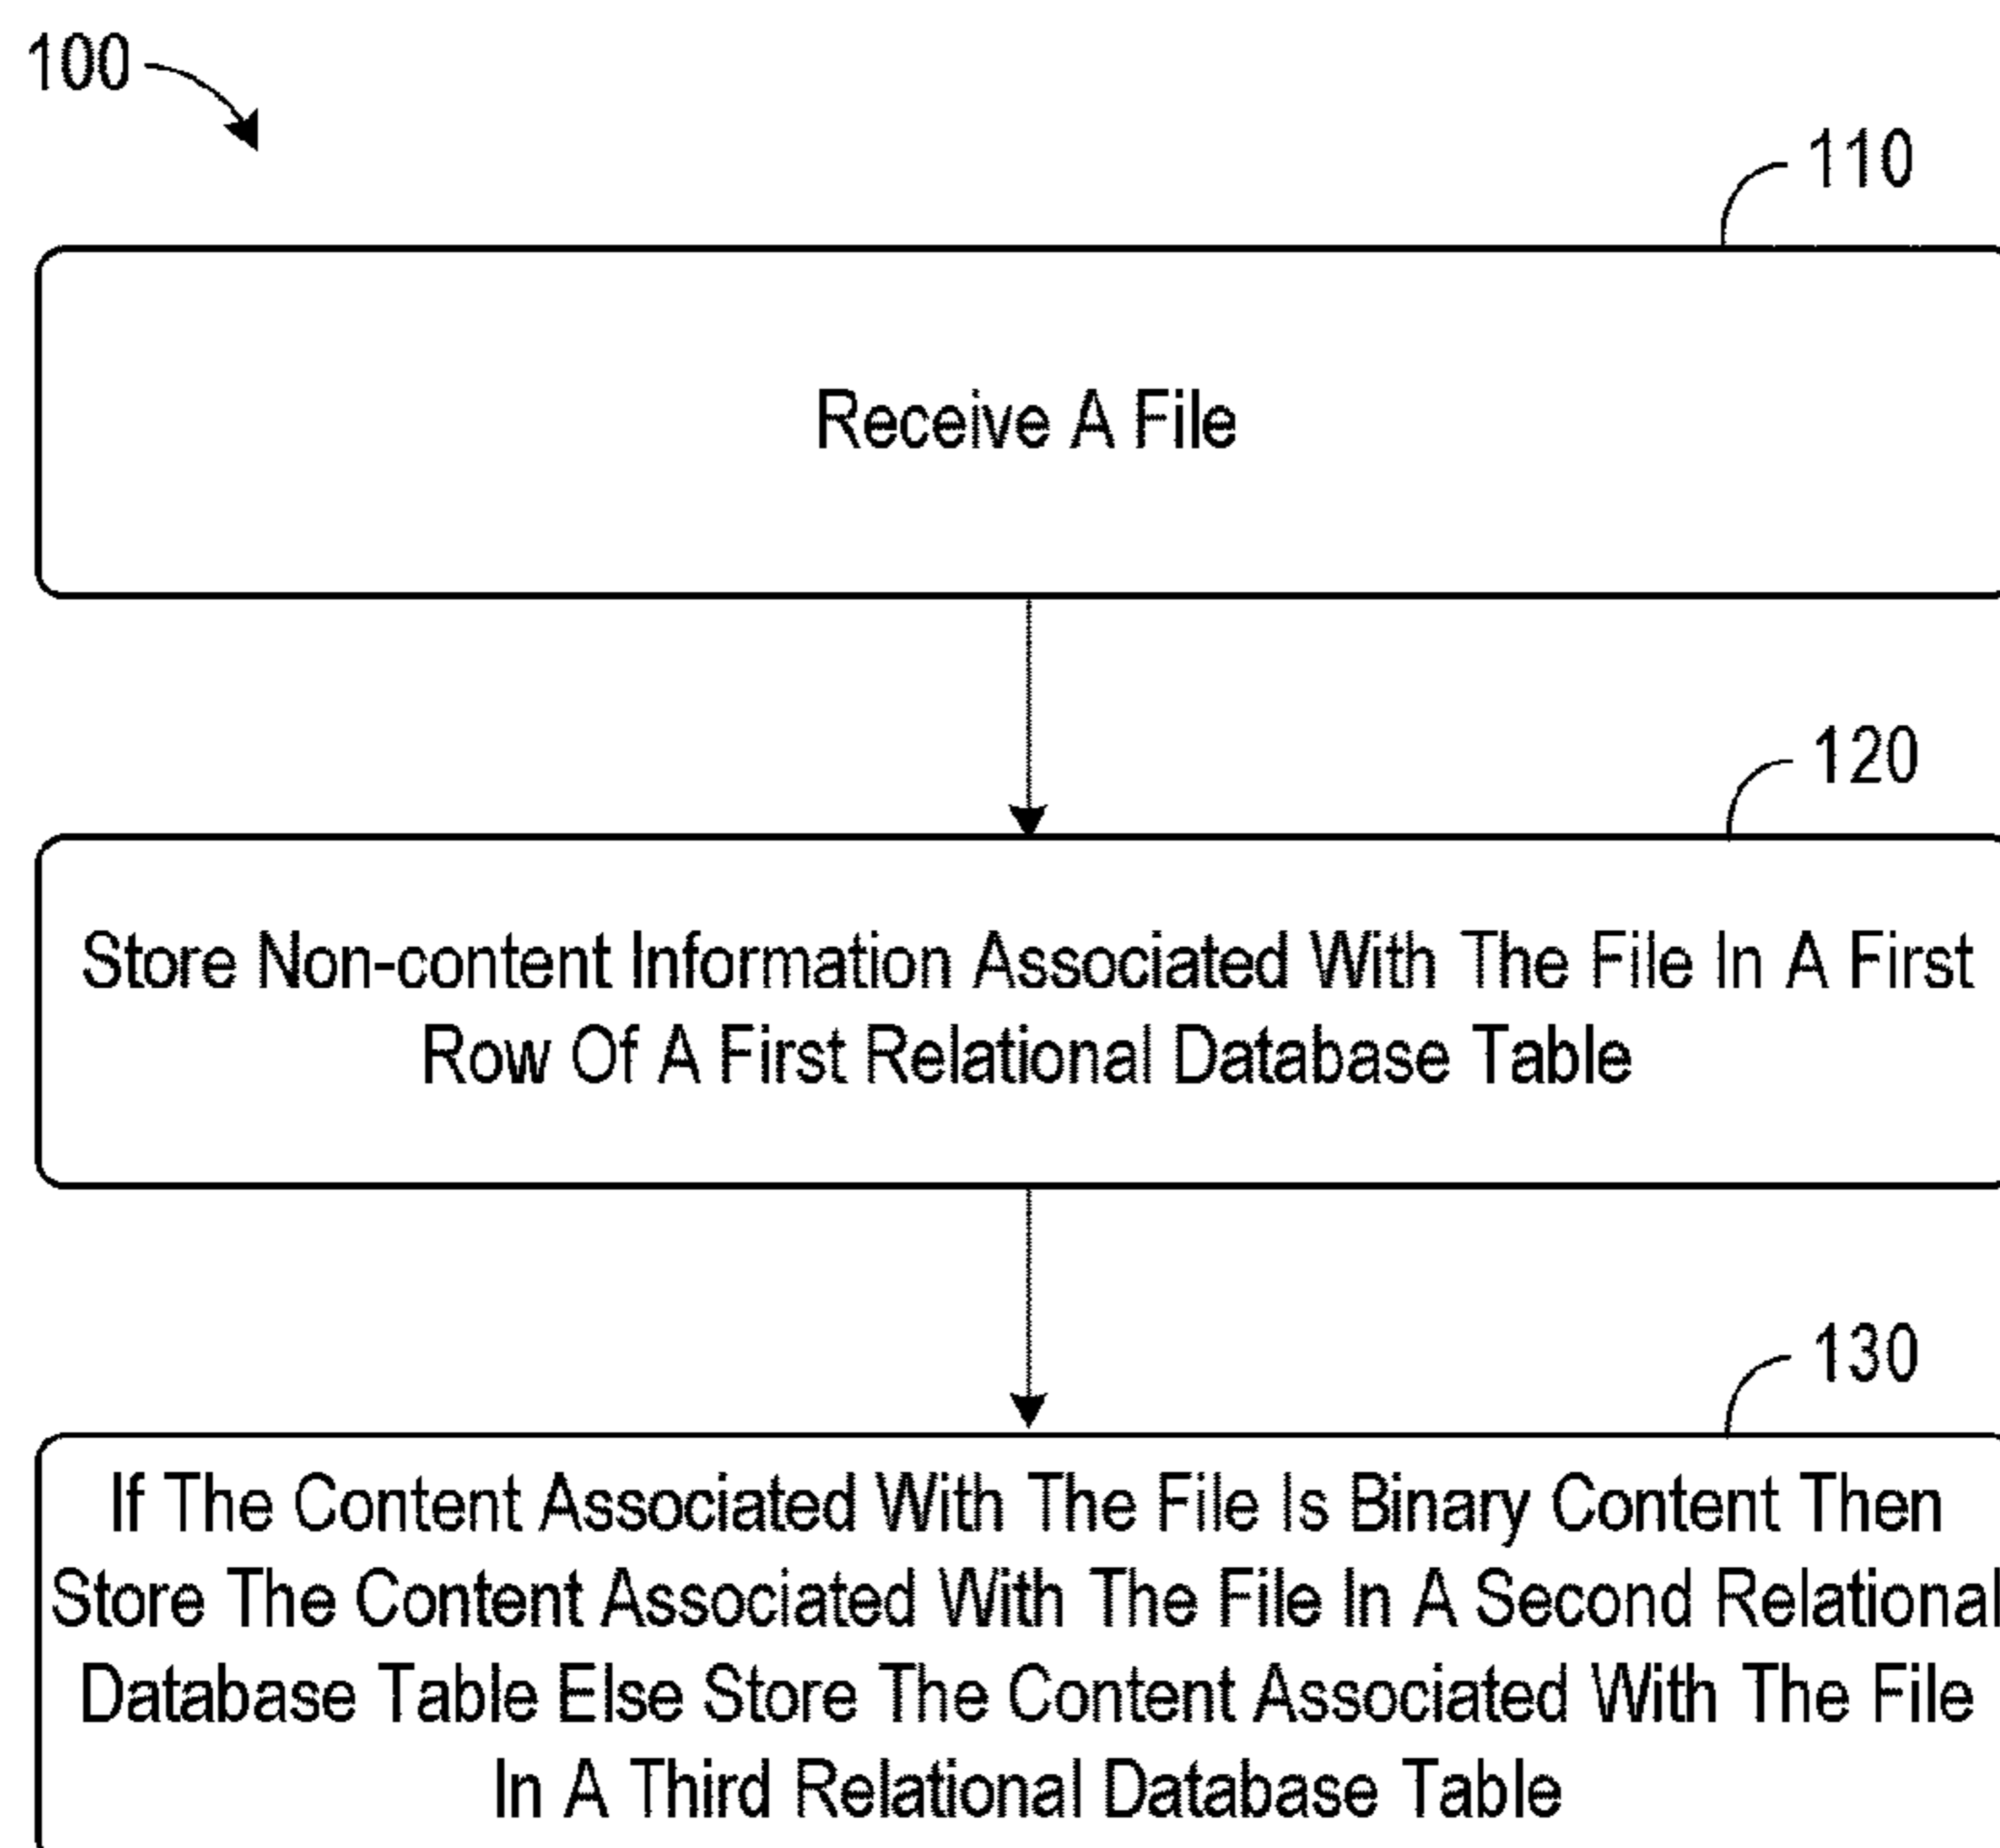 100
110
Receive A File
120
Store Non-content Information Associated With The File In A First
Row Of A First Relational Database Table
130
If The Content Associated With The File Is Binary Content Then
Store The Content Associated With The File In A Second Relational
Database Table Else Store The Content Associated With The File
In A Third Relational Database Table